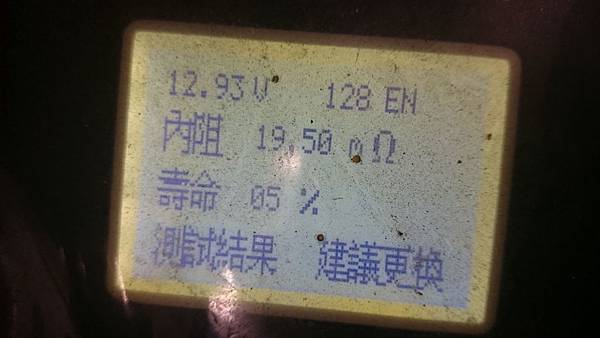 12.93V 128 EN
內阻 19.50 mΩ
壽命 05 %
測試結果 建議更換